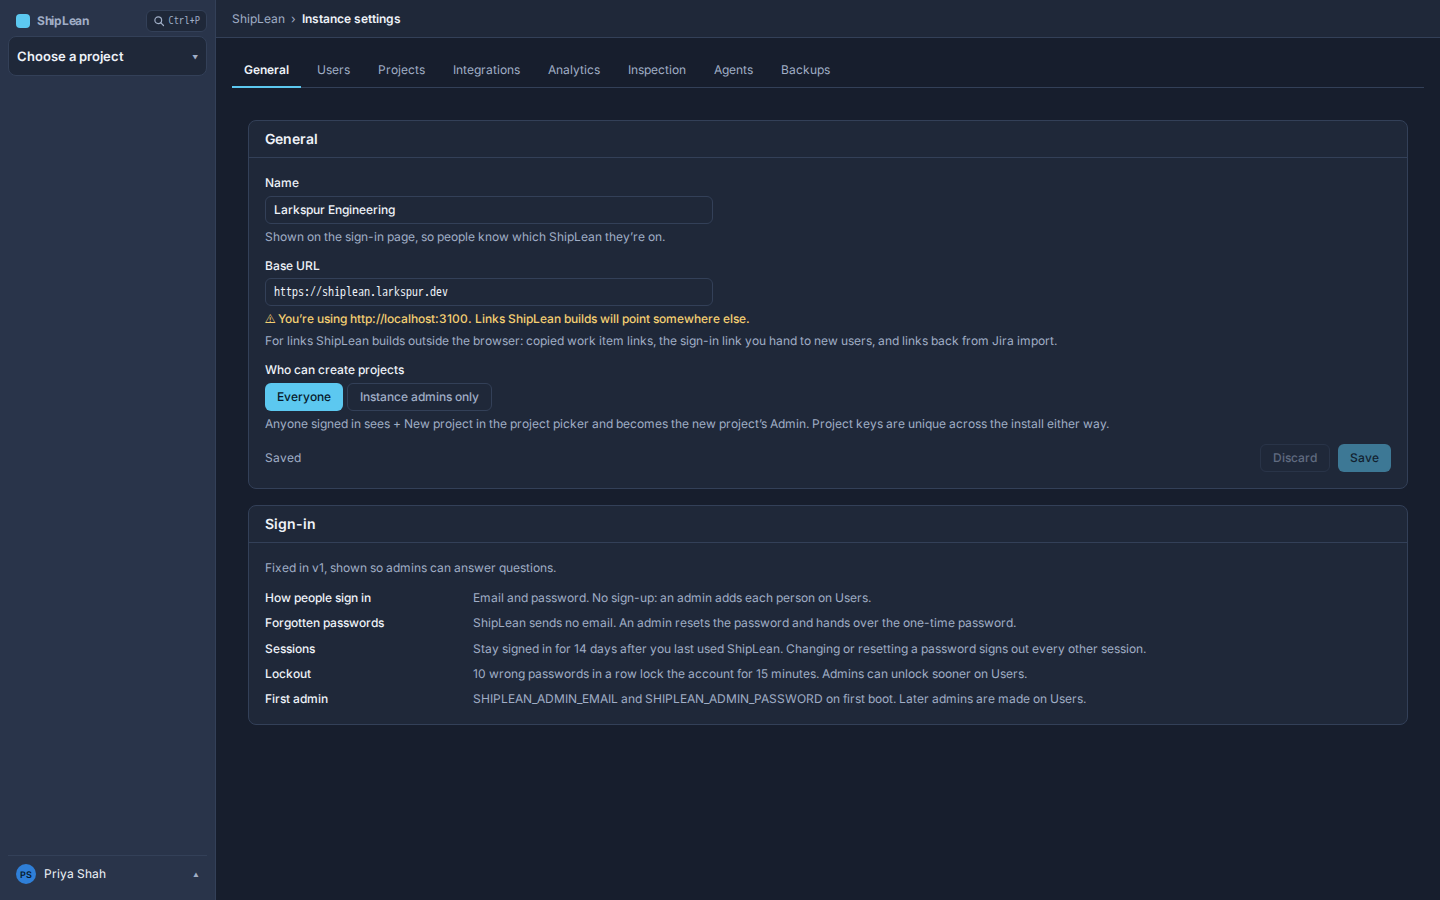 ShipLean
Ctrl+P
Choose a project
ShipLean › Instance settings
General
Users
Projects
Integrations
Analytics
Inspection
Agents
Backups
General
Name
Larkspur Engineering
Shown on the sign-in page, so people know which ShipLean they’re on.
Base URL
https://shiplean.larkspur.dev
⚠ You’re using http://localhost:3100. Links ShipLean builds will point somewhere else.
For links ShipLean builds outside the browser: copied work item links, the sign-in link you hand to new users, and links back from Jira import.
Who can create projects
Everyone
Instance admins only
Anyone signed in sees + New project in the project picker and becomes the new project’s Admin. Project keys are unique across the install either way.
Saved
Discard
Save
Sign-in
Fixed in v1, shown so admins can answer questions.
How people sign in
Email and password. No sign-up: an admin adds each person on Users.
Forgotten passwords
ShipLean sends no email. An admin resets the password and hands over the one-time password.
Sessions
Stay signed in for 14 days after you last used ShipLean. Changing or resetting a password signs out every other session.
Lockout
10 wrong passwords in a row lock the account for 15 minutes. Admins can unlock sooner on Users.
First admin
SHIPLEAN_ADMIN_EMAIL and SHIPLEAN_ADMIN_PASSWORD on first boot. Later admins are made on Users.
PS
Priya Shah